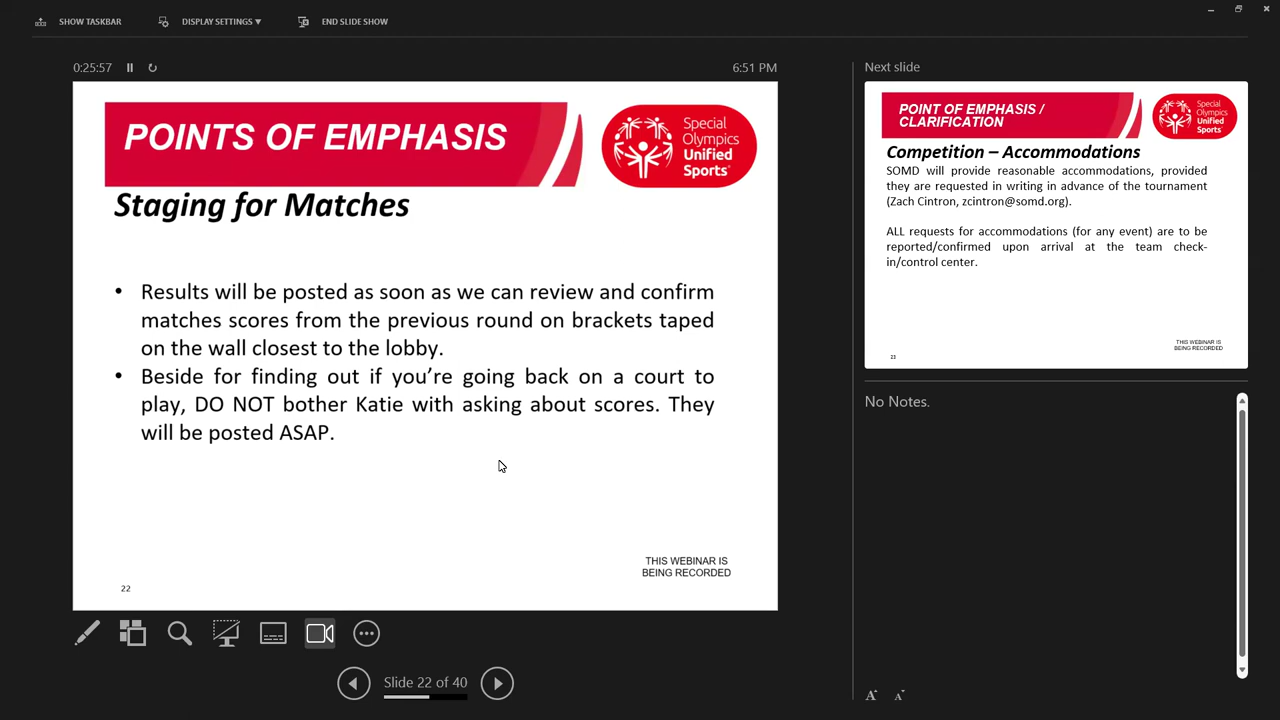 SHOW TASKBAR
DISPLAY SETTINGS ▼
END SLIDE SHOW
0:25:57
6:51 PM
POINTS OF EMPHASIS
Special
Olympics
Unified
Sports
Staging for Matches
• Results will be posted as soon as we can review and confirm
matches scores from the previous round on brackets taped
on the wall closest to the lobby.
• Beside for finding out if you’re going back on a court to
play, DO NOT bother Katie with asking about scores. They
will be posted ASAP.
THIS WEBINAR IS
BEING RECORDED
22
Slide 22 of 40
Next slide
POINT OF EMPHASIS /
CLARIFICATION
Special
Olympics
Unified
Sports
Competition – Accommodations
SOMD will provide reasonable accommodations, provided
they are requested in writing in advance of the tournament
(Zach Cintron, zcintron@somd.org).
ALL requests for accommodations (for any event) are to be
reported/confirmed upon arrival at the team check-
in/control center.
THIS WEBINAR IS
BEING RECORDED
23
No Notes.
A A